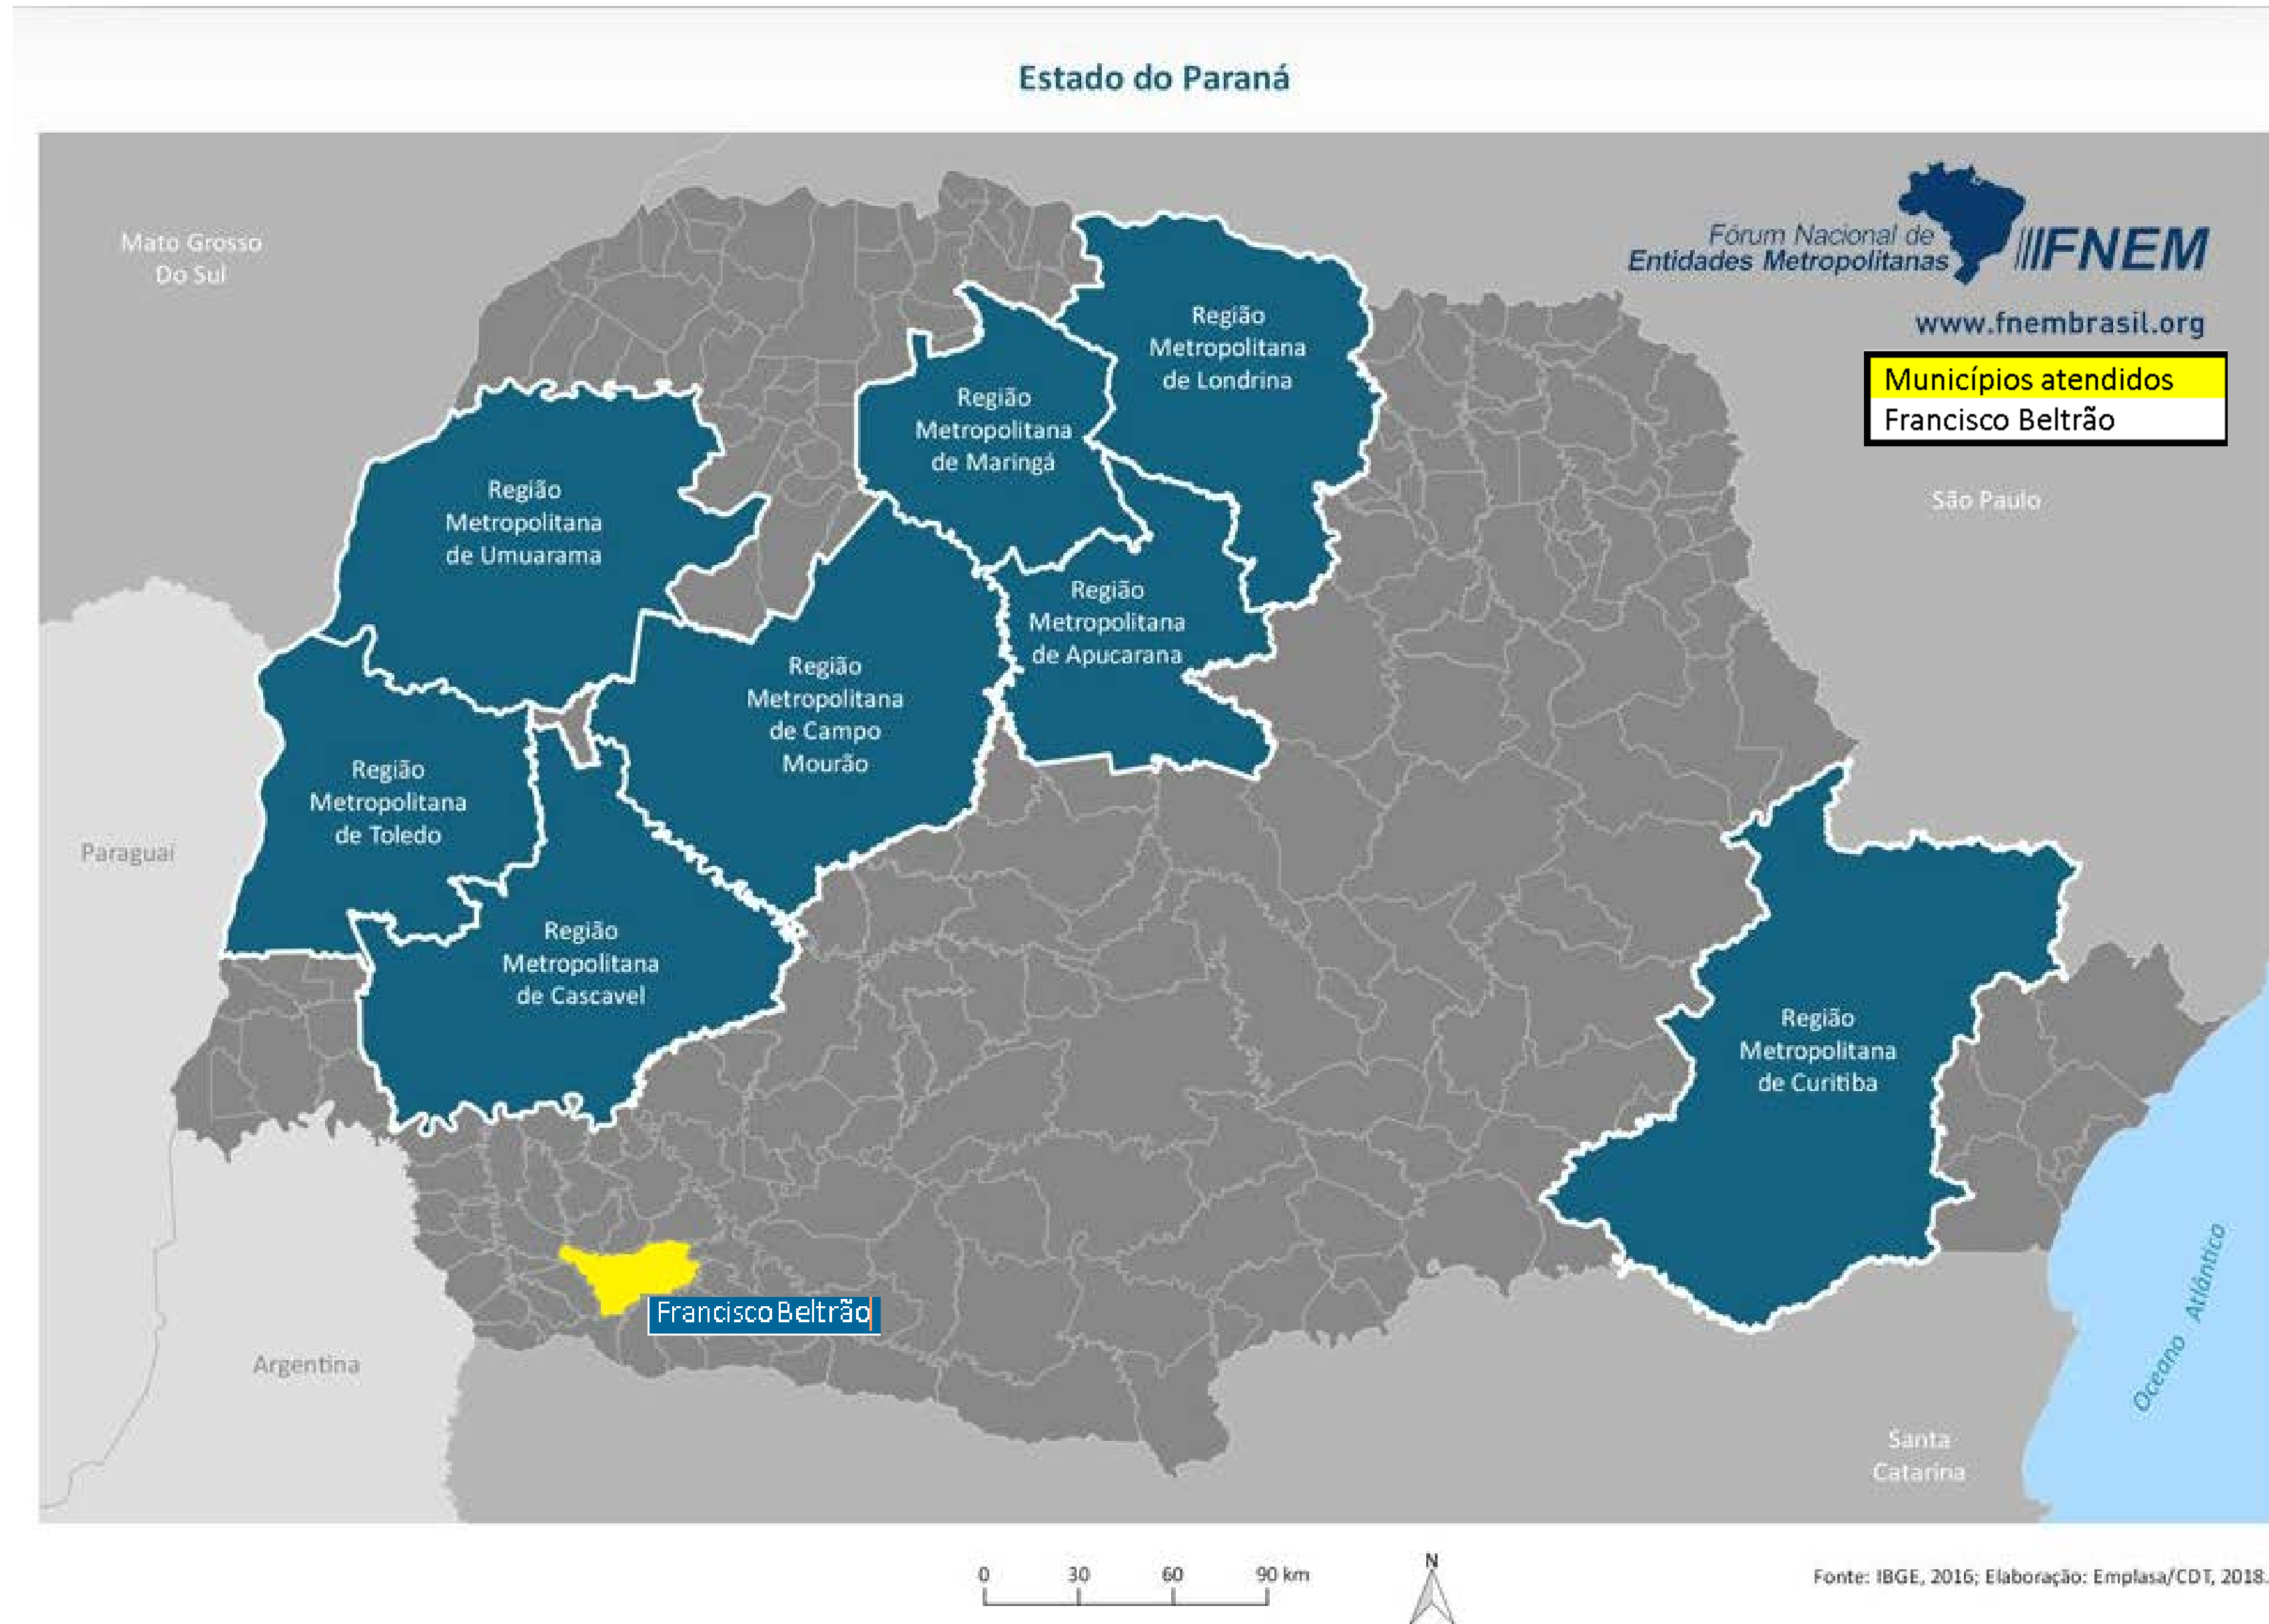 Estado do Paraná
Mato Grosso
Do Sul
Fórum Nacional de
Entidades Metropolitanas
FNEM
www.fnembrasil.org
Municípios atendidos
Francisco Beltrão
São Paulo
Região
Metropolitana
de Londrina
Região
Metropolitana
de Maringá
Região
Metropolitana
de Umuarama
Região
Metropolitana
de Apucarana
Região
Metropolitana
de Campo
Mourão
Região
Metropolitana
de Toledo
Paraguai
Região
Metropolitana
de Cascavel
Região
Metropolitana
de Curitiba
Francisco Beltrão
Argentina
Oceano Atlântico
Santa
Catarina
0 30 60 90 km
N
Fonte: IBGE, 2016; Elaboração: Emplasa/CDT, 2018.